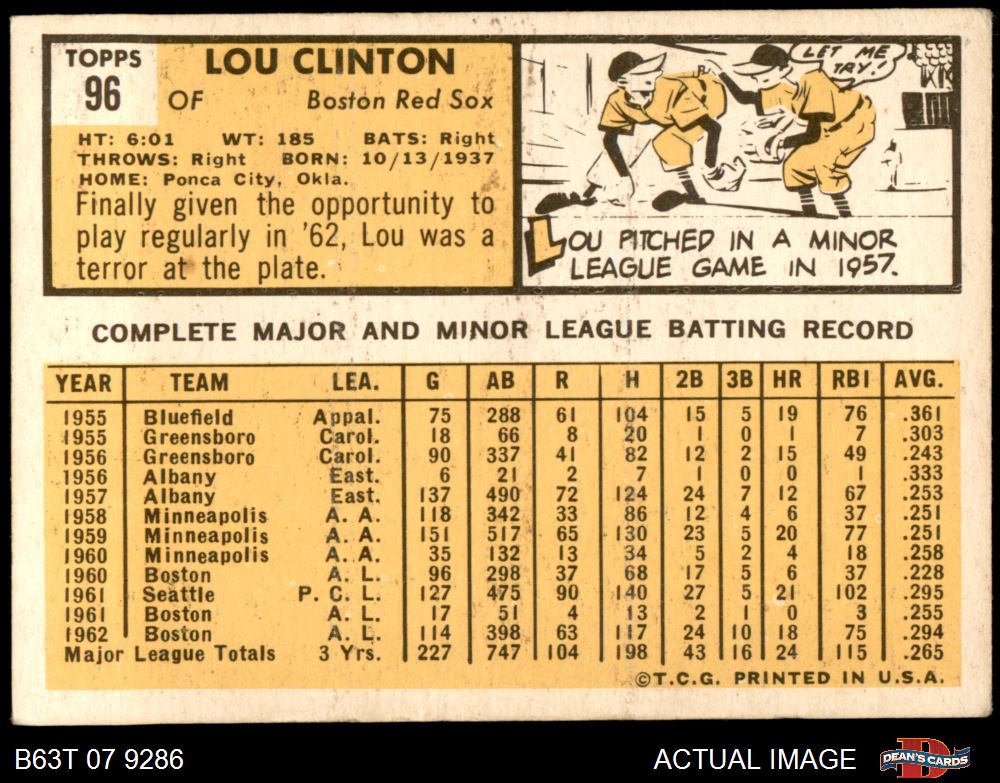 TOPPS
96
LOU CLINTON
OF Boston Red Sox
HT: 6:01 WT: 185 BATS: Right
THROWS: Right BORN: 10/13/1937
HOME: Ponca City, Okla.
Finally given the opportunity to
play regularly in '62, Lou was a
terror at the plate.
LET ME
TRY!
LOU PITCHED IN A MINOR
LEAGUE GAME IN 1957.
COMPLETE MAJOR AND MINOR LEAGUE BATTING RECORD
YEAR TEAM LEA. G AB R H 2B 3B HR RBI AVG.
1955 Bluefield Appal. 75 288 61 104 15 5 19 76 .361
1955 Greensboro Carol. 18 66 8 20 1 0 1 7 .303
1956 Greensboro Carol. 90 337 41 82 12 2 15 49 .243
1956 Albany East. 6 21 2 7 1 0 0 1 .333
1957 Albany East. 137 490 72 124 24 7 12 67 .253
1958 Minneapolis A. A. 118 342 33 86 12 4 6 37 .251
1959 Minneapolis A. A. 151 517 65 130 23 5 20 77 .251
1960 Minneapolis A. A. 35 132 13 34 5 2 4 18 .258
1960 Boston A. L. 96 298 37 68 17 5 6 37 .228
1961 Seattle P. C. L. 127 475 90 140 27 5 21 102 .295
1961 Boston A. L. 17 51 4 13 2 1 0 3 .255
1962 Boston A. L. 114 398 63 117 24 10 18 75 .294
Major League Totals 3 Yrs. 227 747 104 198 43 16 24 115 .265
©T.C.G. PRINTED IN U.S.A.
B63T 07 9286
ACTUAL IMAGE
D
DEAN'S CARDS